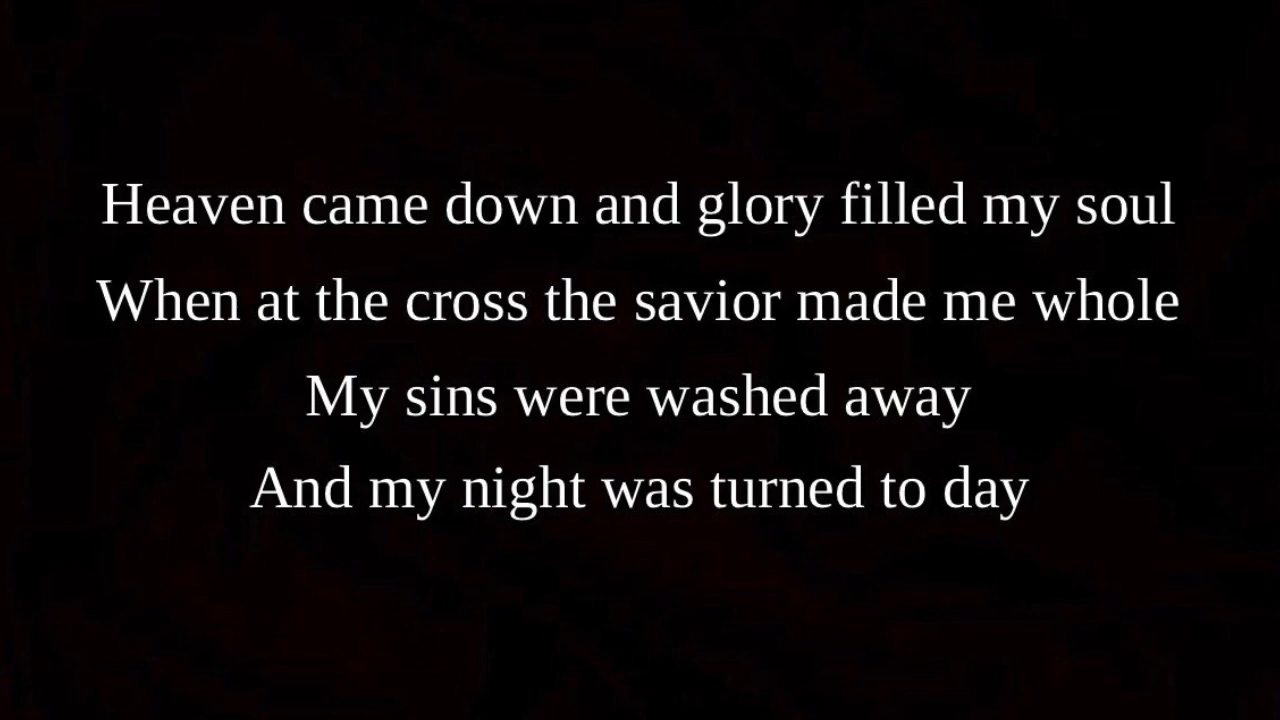 Heaven came down and glory filled my soul
When at the cross the savior made me whole
My sins were washed away
And my night was turned to day